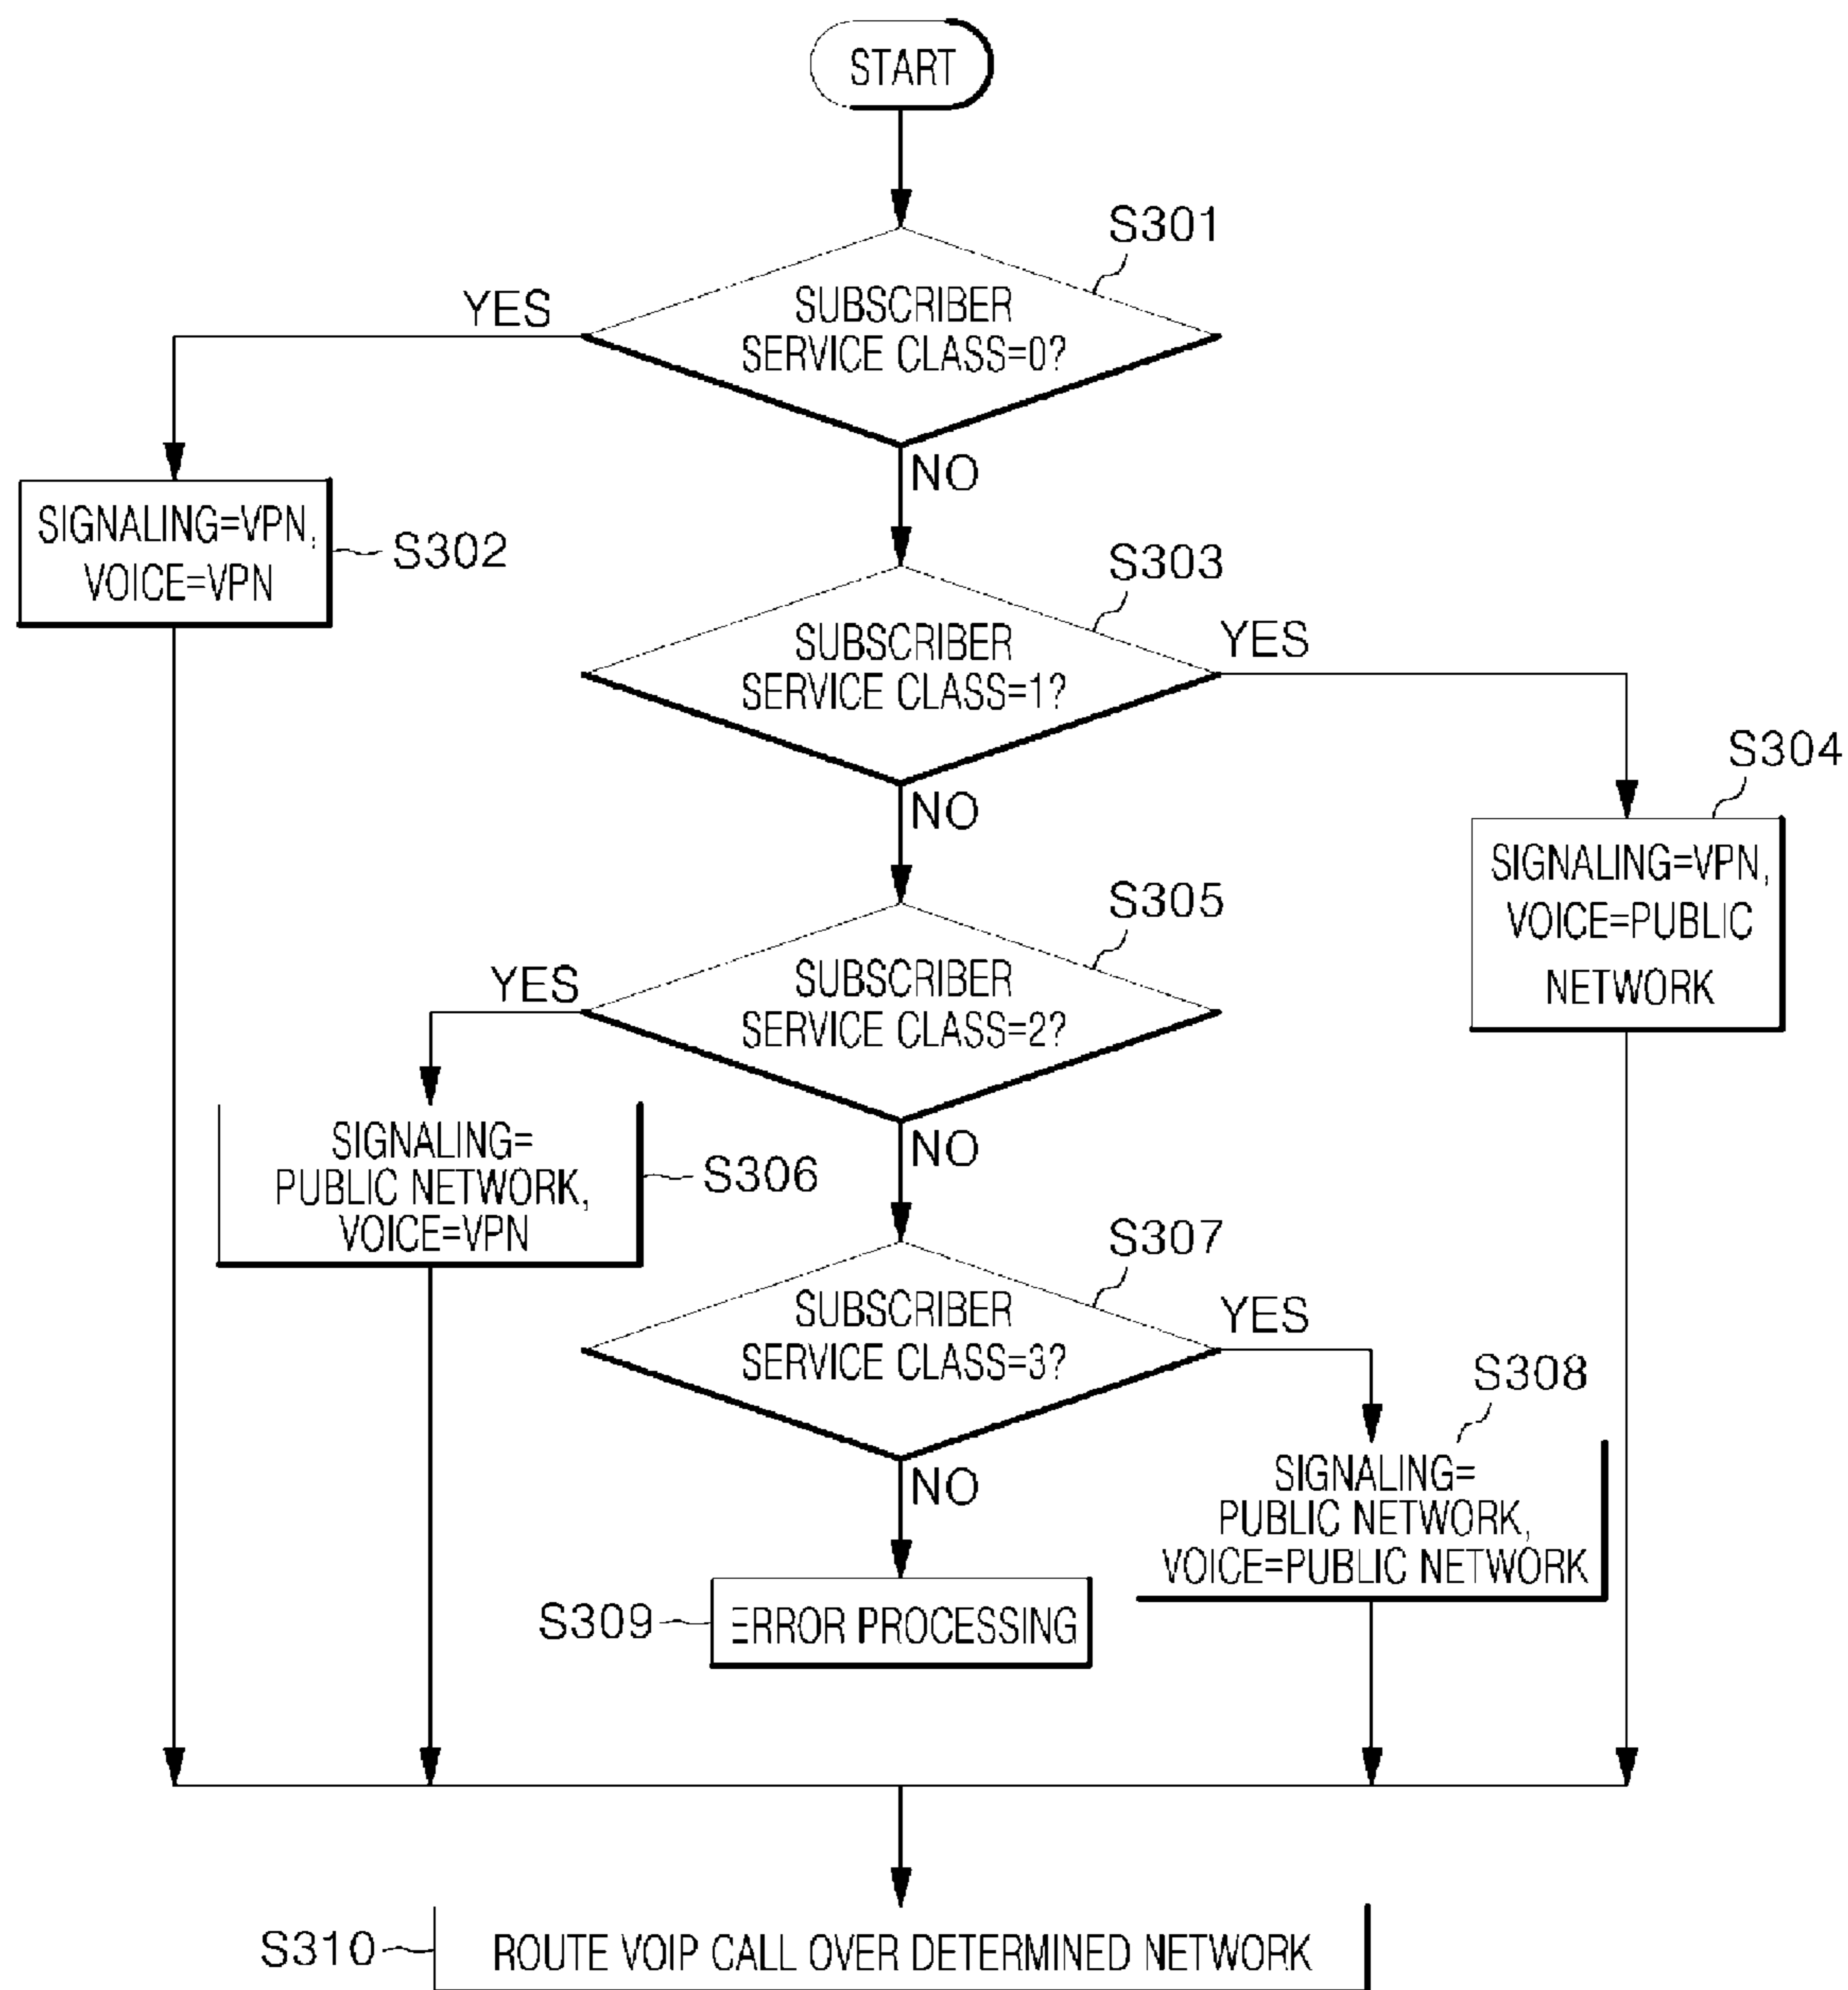 START
S301
YES
SUBSCRIBER
SERVICE CLASS=0?
NO
SIGNALING=VPN,
VOICE=VPN
S302
S303
SUBSCRIBER
SERVICE CLASS=1?
YES
NO
S304
SIGNALING=VPN,
VOICE=PUBLIC
NETWORK
S305
YES
SUBSCRIBER
SERVICE CLASS=2?
NO
SIGNALING=
PUBLIC NETWORK,
VOICE=VPN
S306
S307
SUBSCRIBER
SERVICE CLASS=3?
YES
NO
S308
SIGNALING=
PUBLIC NETWORK,
VOICE=PUBLIC NETWORK
S309
ERROR PROCESSING
S310
ROUTE VOIP CALL OVER DETERMINED NETWORK